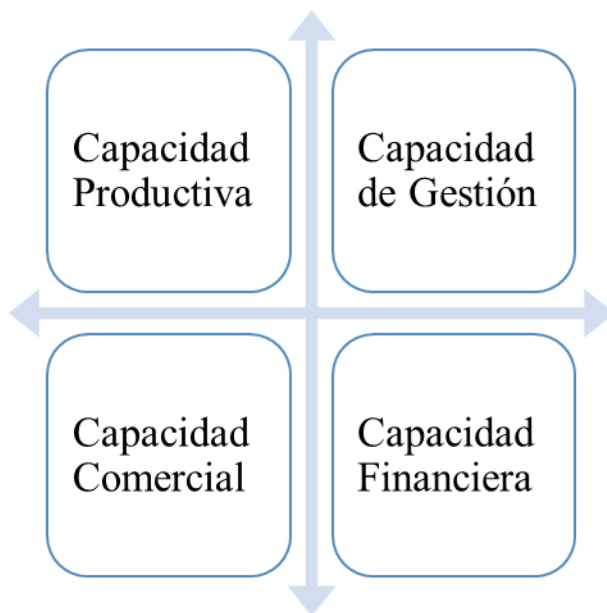 Capacidad
Productiva
Capacidad
de Gestión
Capacidad
Comercial
Capacidad
Financiera